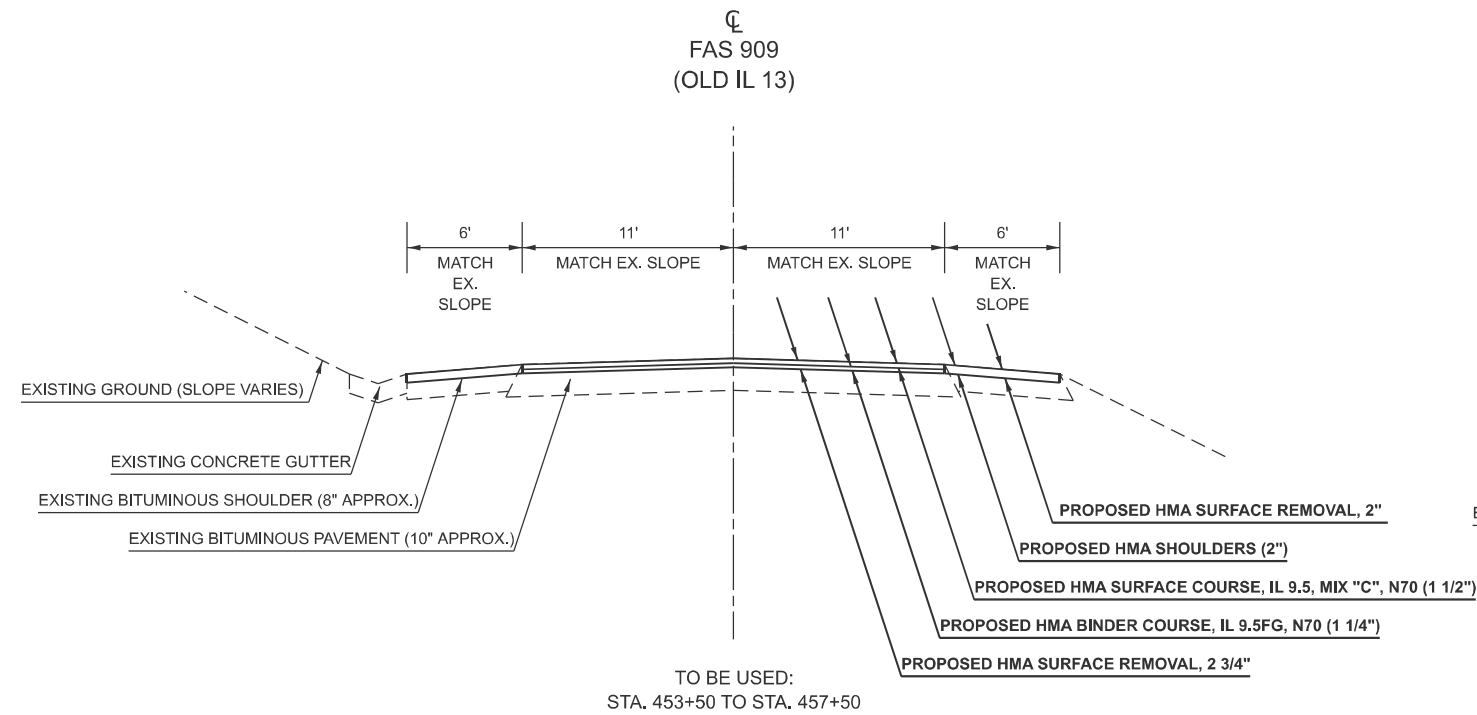 ℄
FAS 909
(OLD IL 13)
6'
11'
11'
6'
MATCH
EX.
SLOPE
MATCH EX. SLOPE
MATCH EX. SLOPE
MATCH
EX.
SLOPE
EXISTING GROUND (SLOPE VARIES)
EXISTING CONCRETE GUTTER
EXISTING BITUMINOUS SHOULDER (8" APPROX.)
EXISTING BITUMINOUS PAVEMENT (10" APPROX.)
PROPOSED HMA SURFACE REMOVAL, 2"
PROPOSED HMA SHOULDERS (2")
PROPOSED HMA SURFACE COURSE, IL 9.5, MIX "C", N70 (1 1/2")
PROPOSED HMA BINDER COURSE, IL 9.5FG, N70 (1 1/4")
PROPOSED HMA SURFACE REMOVAL, 2 3/4"
TO BE USED:
STA. 453+50 TO STA. 457+50